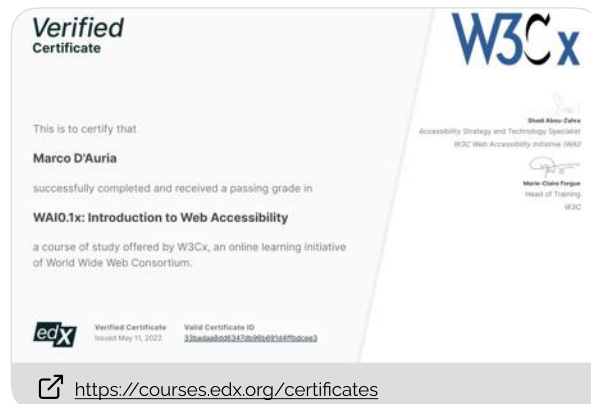 Verified
Certificate
W3Cx
This is to certify that
Marco D'Auria
successfully completed and received a passing grade in
WAI0.1x: Introduction to Web Accessibility
a course of study offered by W3Cx, an online learning initiative
of World Wide Web Consortium.
Shadi Abou-Zahra
Accessibility Strategy and Technology Specialist
W3C Web Accessibility Initiative (WAI)
Marie-Claire Forgue
Head of Training
W3C
edX
Verified Certificate
Issued May 11, 2022
Valid Certificate ID
https://courses.edx.org/certificates